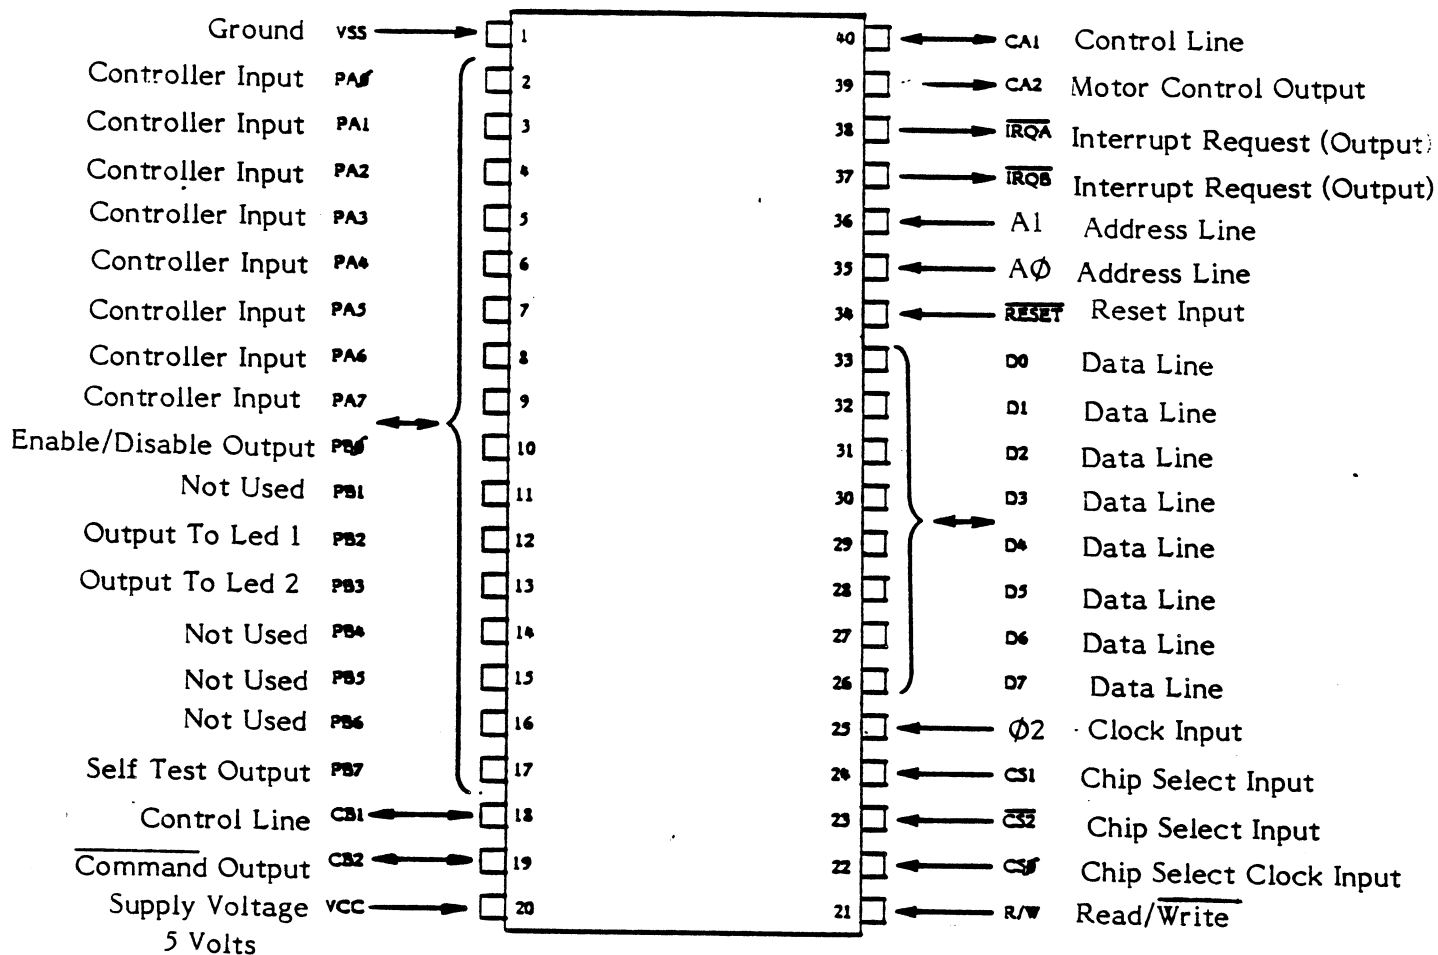 Ground VSS 1
Controller Input PA0 2
Controller Input PA1 3
Controller Input PA2 4
Controller Input PA3 5
Controller Input PA4 6
Controller Input PA5 7
Controller Input PA6 8
Controller Input PA7 9
Enable/Disable Output PB0 10
Not Used PB1 11
Output To Led 1 PB2 12
Output To Led 2 PB3 13
Not Used PB4 14
Not Used PB5 15
Not Used PB6 16
Self Test Output PB7 17
Control Line CB1 18
Command Output CB2 19
Supply Voltage VCC 20
5 Volts
40 CA1 Control Line
39 CA2 Motor Control Output
38 IRQA Interrupt Request (Output)
37 IRQB Interrupt Request (Output)
36 A1 Address Line
35 AØ Address Line
34 RESET Reset Input
33 D0 Data Line
32 D1 Data Line
31 D2 Data Line
30 D3 Data Line
29 D4 Data Line
28 D5 Data Line
27 D6 Data Line
26 D7 Data Line
25 Ø2 Clock Input
24 CS1 Chip Select Input
23 CS2 Chip Select Input
22 CS0 Chip Select Clock Input
21 R/W Read/Write